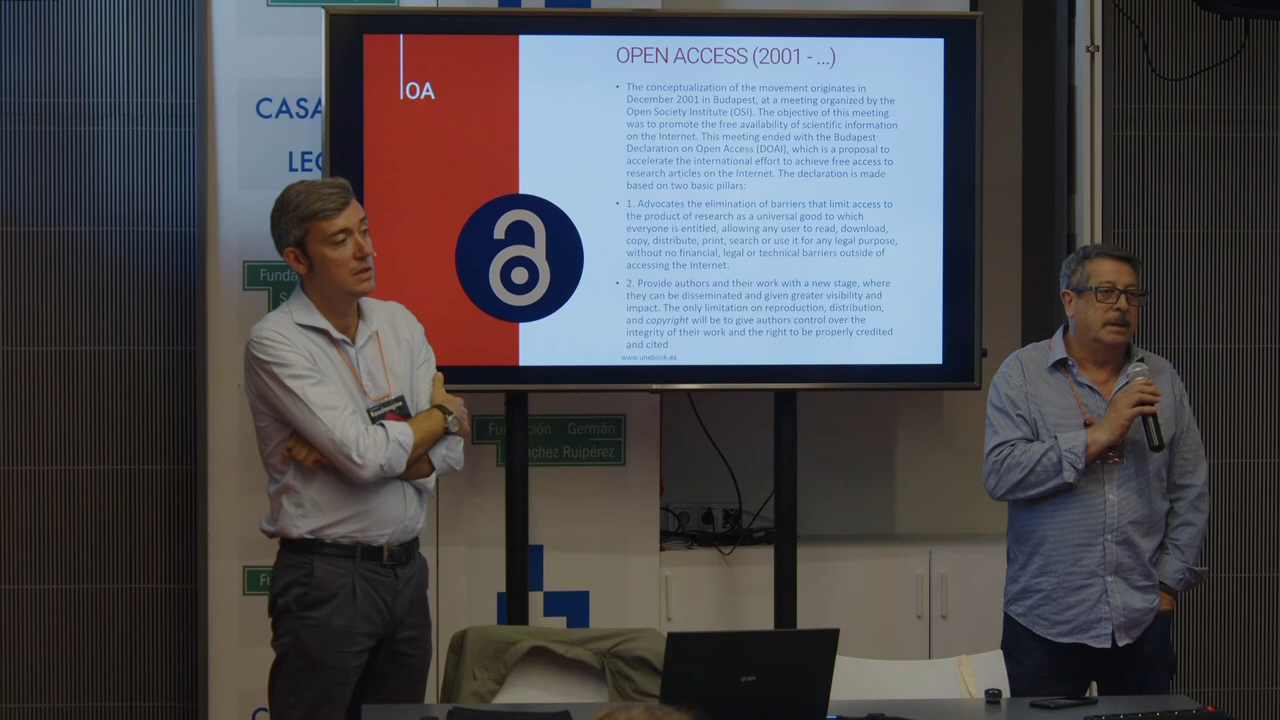 OPEN ACCESS (2001 - ...)
OA
• The conceptualization of the movement originates in
December 2001 in Budapest, at a meeting organized by the
Open Society Institute (OSI). The objective of this meeting
was to promote the free availability of scientific information
on the Internet. This meeting ended with the Budapest
Declaration on Open Access (DOAI), which is a proposal to
accelerate the international effort to achieve free access to
research articles on the Internet. The declaration is made
based on two basic pillars:
• 1. Advocates the elimination of barriers that limit access to
the product of research as a universal good to which
everyone is entitled, allowing any user to read, download,
copy, distribute, print, search or use it for any legal purpose,
without no financial, legal or technical barriers outside of
accessing the Internet.
• 2. Provide authors and their work with a new stage, where
they can be disseminated and given greater visibility and
impact. The only limitation on reproduction, distribution,
and copyright will be to give authors control over the
integrity of their work and the right to be properly credited
and cited
www.unebook.es
CASA
LEC
Funda
S
Fundación Germán
Sánchez Ruipérez
F
gram